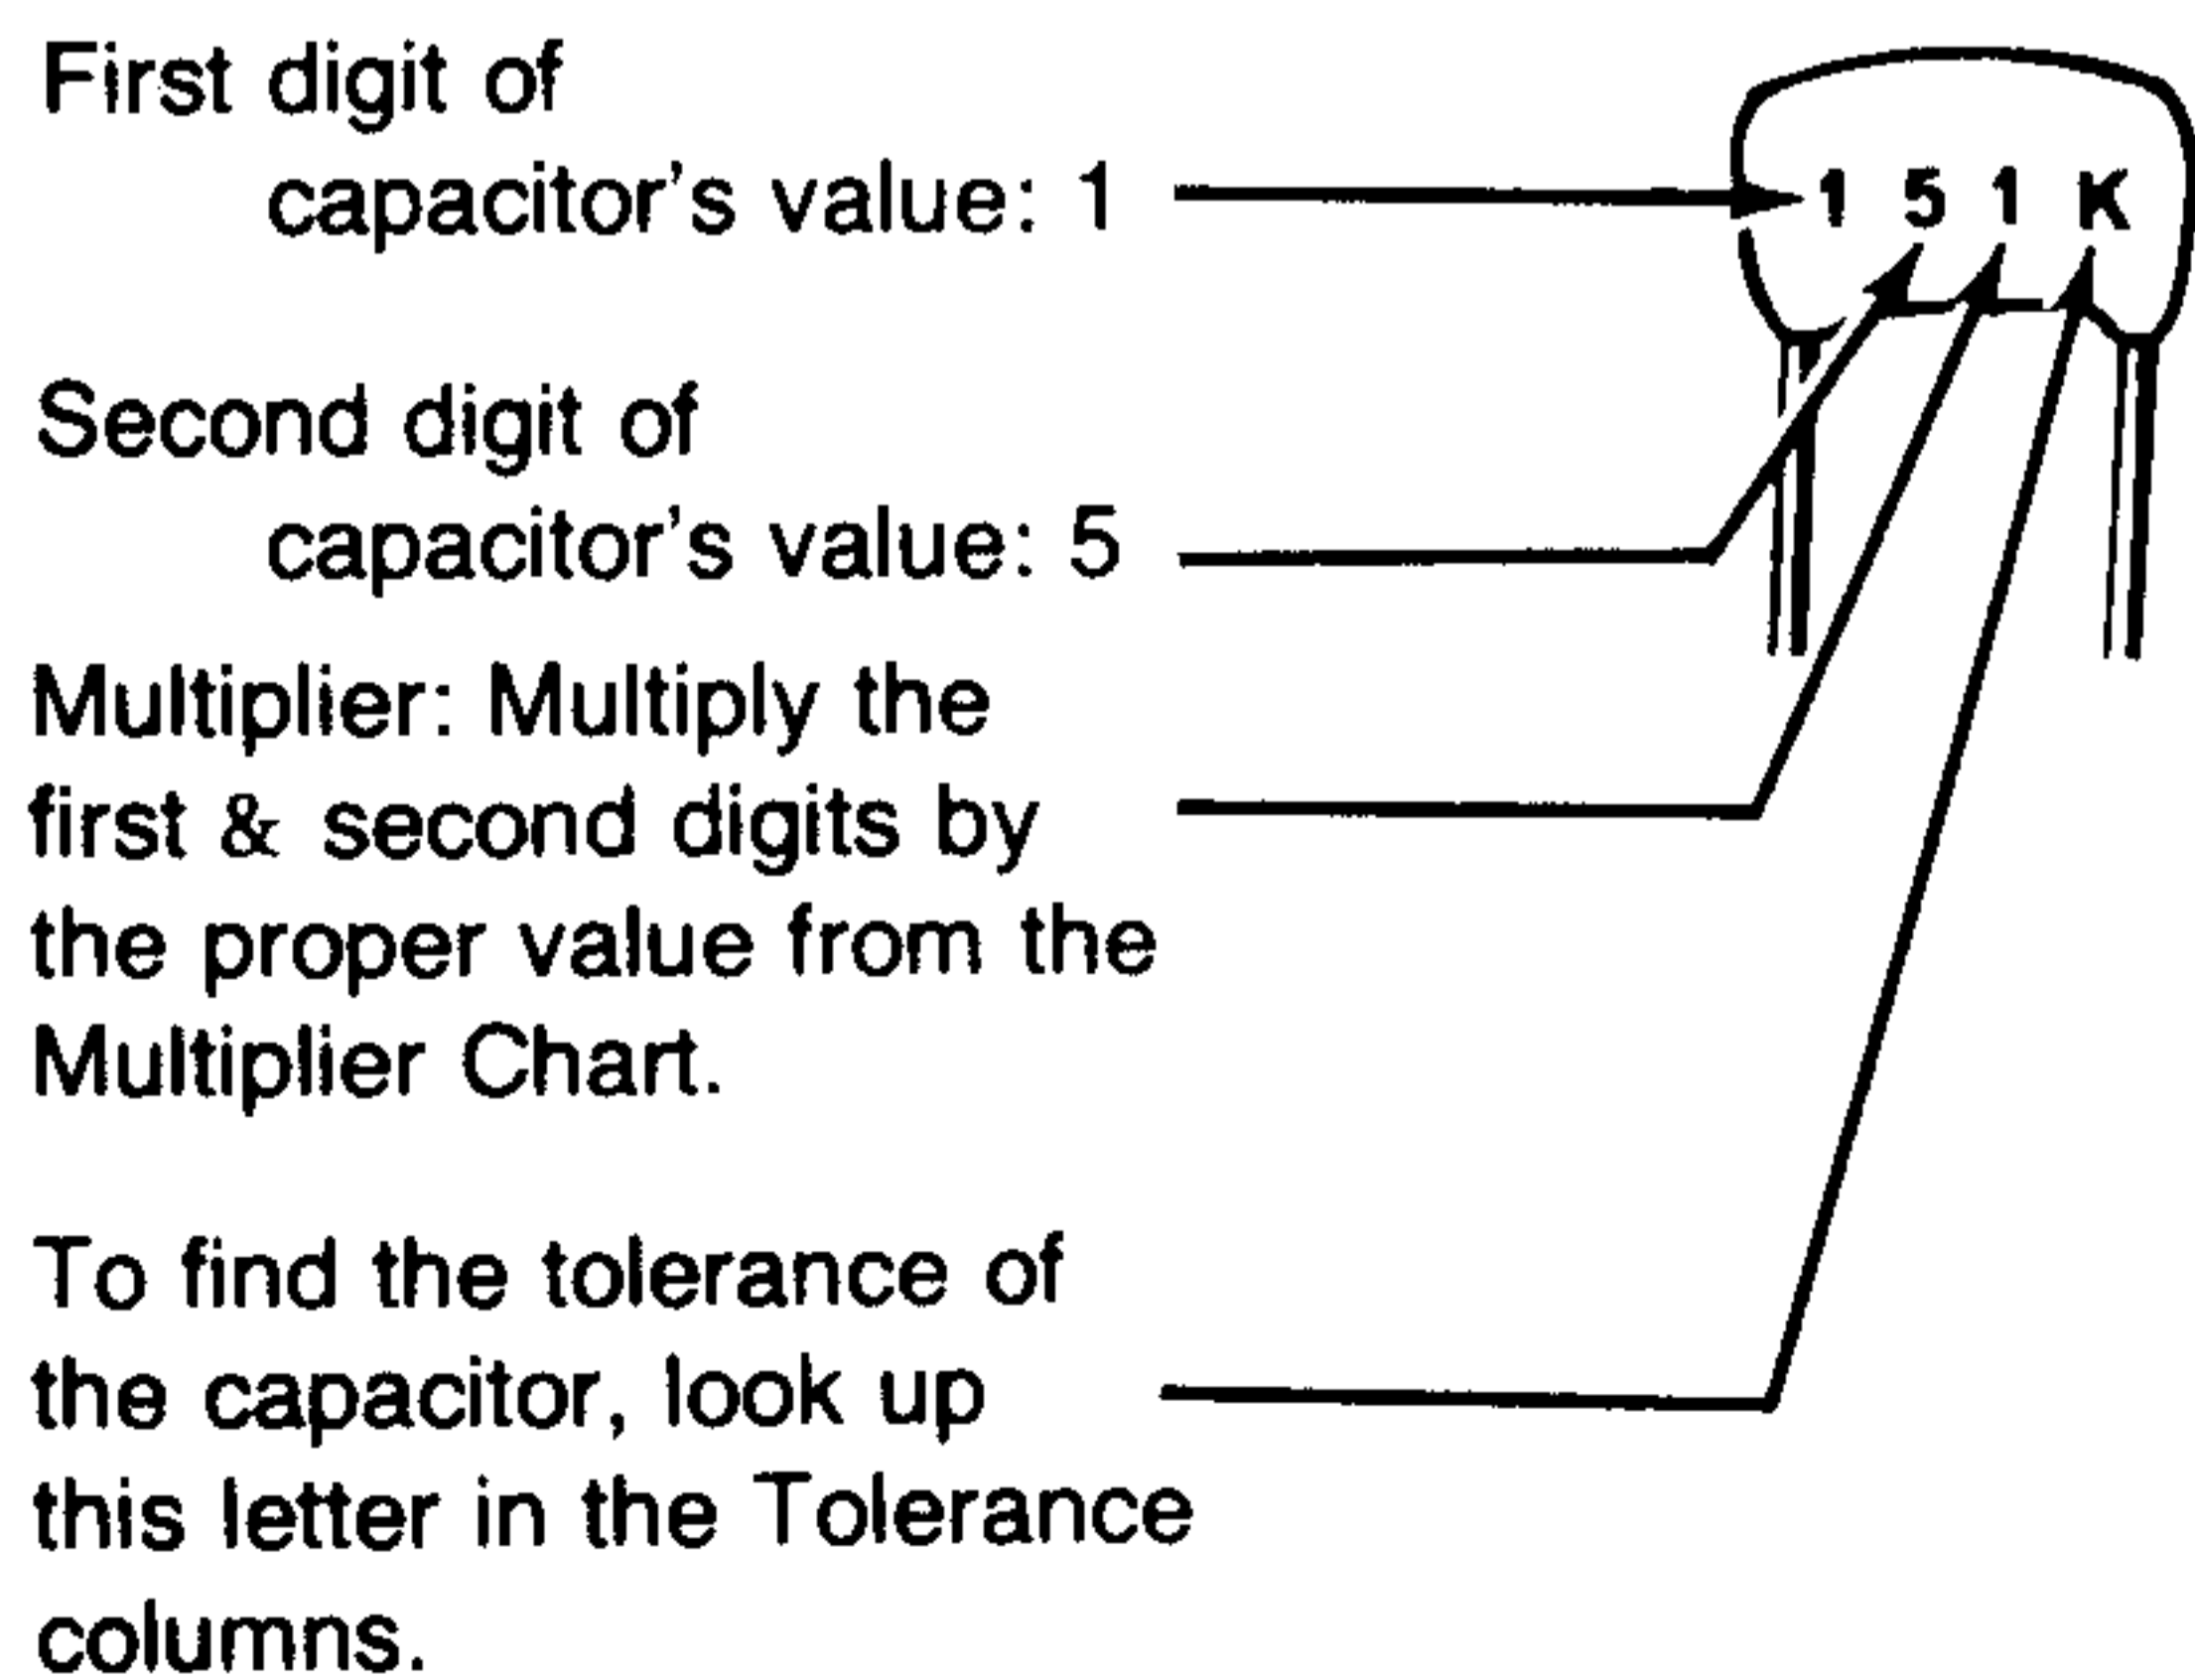 First digit of
capacitor's value: 1
1 5 1 K
Second digit of
capacitor's value: 5
Multiplier: Multiply the
first & second digits by
the proper value from the
Multiplier Chart.
To find the tolerance of
the capacitor, look up
this letter in the Tolerance
columns.